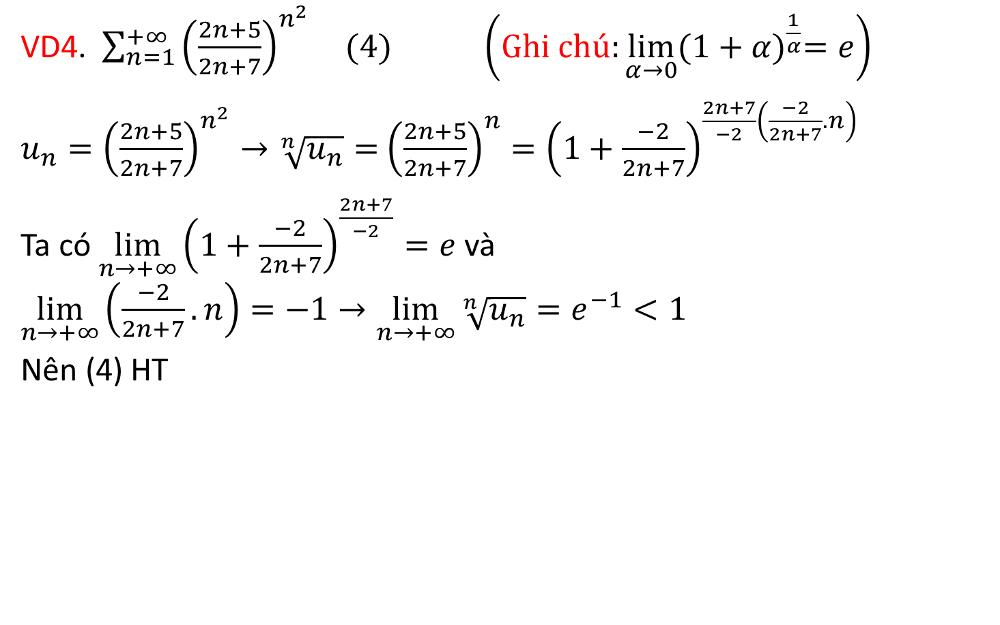 VD4. $\sum_{n=1}^{+\infty} \left(\frac{2n+5}{2n+7}\right)^{n^2}$ (4) $\left(\text{Ghi chú}: \lim_{\alpha \to 0} (1 + \alpha)^{\frac{1}{\alpha}} = e\right)$
$u_n = \left(\frac{2n+5}{2n+7}\right)^{n^2} \to \sqrt[n]{u_n} = \left(\frac{2n+5}{2n+7}\right)^{n} = \left(1 + \frac{-2}{2n+7}\right)^{\frac{2n+7}{-2}\left(\frac{-2}{2n+7}.n\right)}$
Ta có $\lim_{n \to +\infty} \left(1 + \frac{-2}{2n+7}\right)^{\frac{2n+7}{-2}} = e$ và
$\lim_{n \to +\infty} \left(\frac{-2}{2n+7}.n\right) = -1 \to \lim_{n \to +\infty} \sqrt[n]{u_n} = e^{-1} < 1$
Nên (4) HT